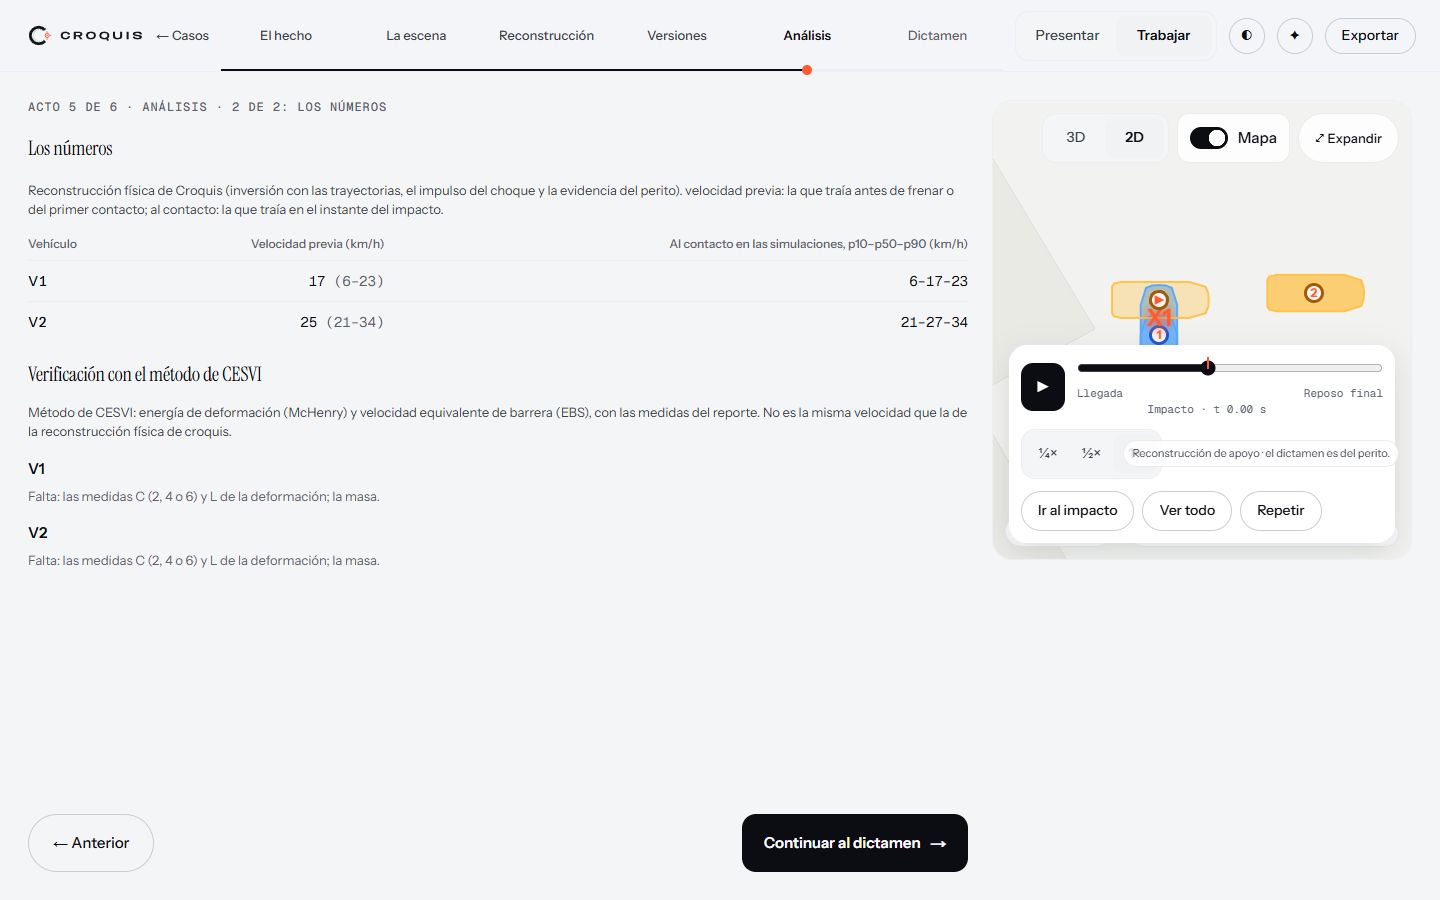 CROQUIS
← Casos
El hecho
La escena
Reconstrucción
Versiones
Análisis
Dictamen
Presentar
Trabajar
Exportar
ACTO 5 DE 6 · ANÁLISIS · 2 DE 2: LOS NÚMEROS
Los números
Reconstrucción física de Croquis (inversión con las trayectorias, el impulso del choque y la evidencia del perito). velocidad previa: la que traía antes de frenar o
del primer contacto; al contacto: la que traía en el instante del impacto.
Vehículo Velocidad previa (km/h) Al contacto en las simulaciones, p10–p50–p90 (km/h)
V1 17 (6–23) 6–17–23
V2 25 (21–34) 21–27–34
Verificación con el método de CESVI
Método de CESVI: energía de deformación (McHenry) y velocidad equivalente de barrera (EBS), con las medidas del reporte. No es la misma velocidad que la de
la reconstrucción física de croquis.
V1
Falta: las medidas C (2, 4 o 6) y L de la deformación; la masa.
V2
Falta: las medidas C (2, 4 o 6) y L de la deformación; la masa.
← Anterior
Continuar al dictamen →
3D
2D
Mapa
⤢ Expandir
2
X1
1
Llegada
Reposo final
Impacto · t 0.00 s
¼×
½×
Reconstrucción de apoyo · el dictamen es del perito.
Ir al impacto
Ver todo
Repetir